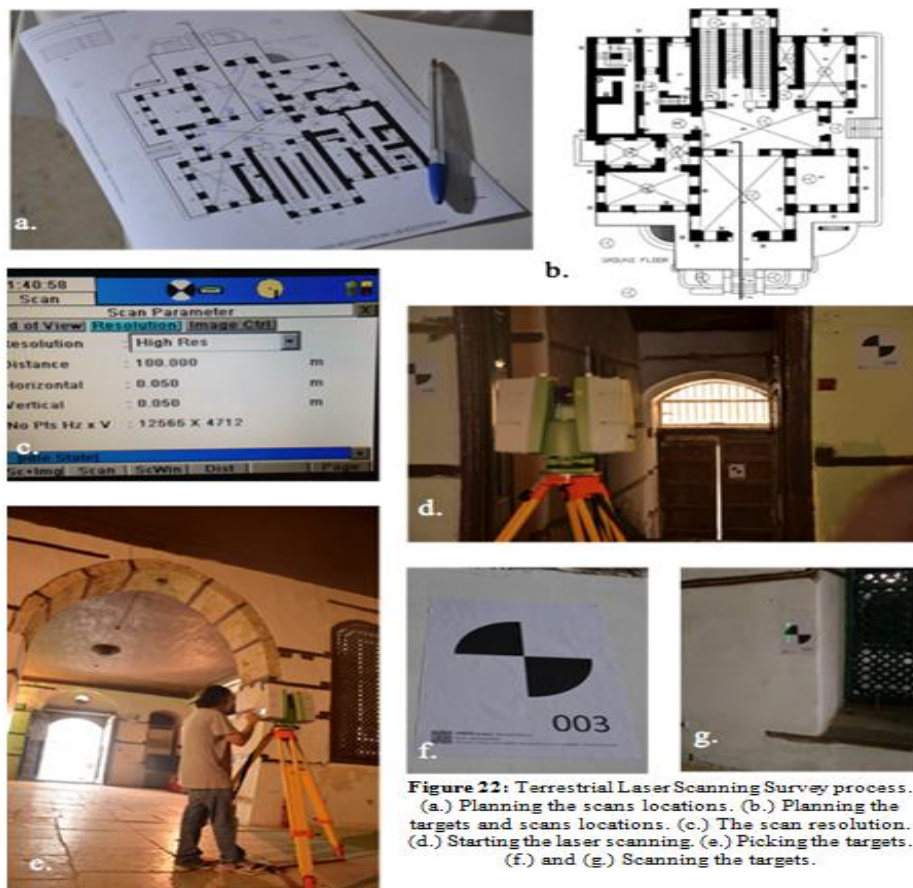 a.
b.
GROUND FLOOR
1:40:58
Scan
Scan Parameter X
d of View Resolution Image Ctrl
Resolution : High Res
Distance : 100.000 m
Horizontal : 0.050 m
Vertical : 0.050 m
No Pts Hz x V : 12565 X 4712
c.
Sc+Img Scan ScWin Dist Page
d.
e.
003
f.
g.
Figure 22: Terrestrial Laser Scanning Survey process.
(a.) Planning the scans locations. (b.) Planning the
targets and scans locations. (c.) The scan resolution.
(d.) Starting the laser scanning. (e.) Picking the targets.
(f.) and (g.) Scanning the targets.